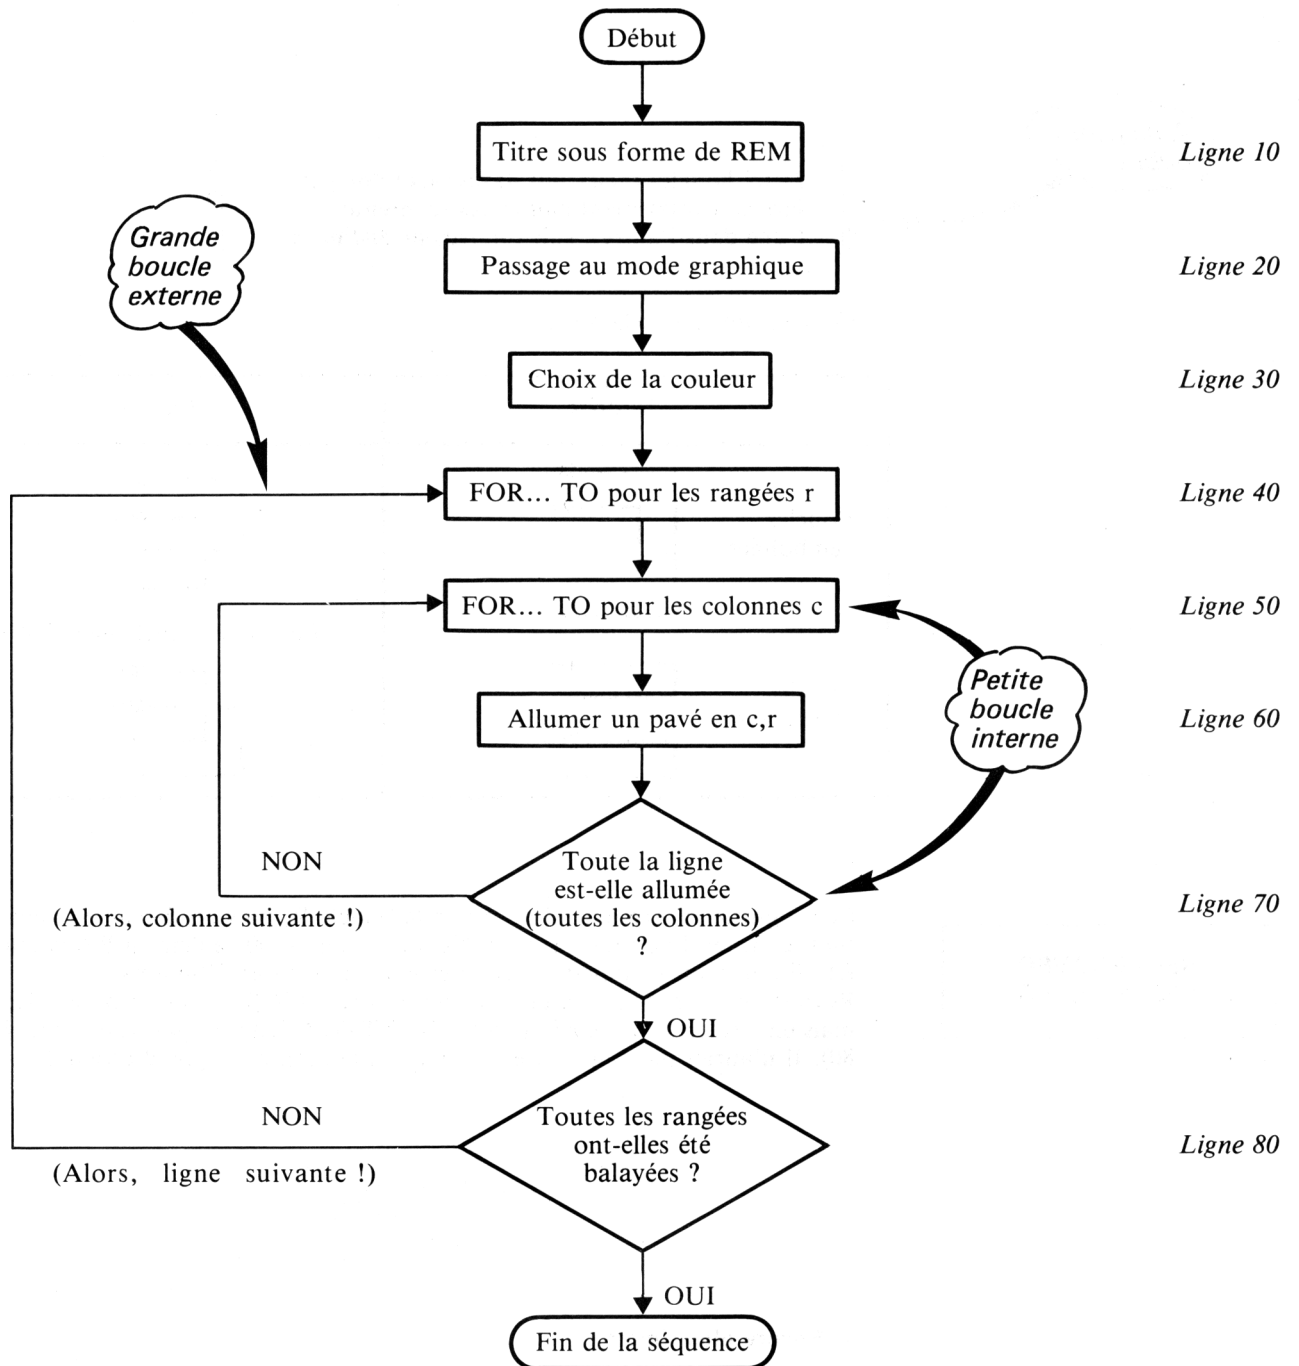 Début
Titre sous forme de REM
Ligne 10
Grande
boucle
externe
Passage au mode graphique
Ligne 20
Choix de la couleur
Ligne 30
FOR... TO pour les rangées r
Ligne 40
FOR... TO pour les colonnes c
Ligne 50
Petite
boucle
interne
Allumer un pavé en c,r
Ligne 60
NON
(Alors, colonne suivante !)
Toute la ligne
est-elle allumée
(toutes les colonnes)
?
Ligne 70
OUI
NON
(Alors, ligne suivante !)
Toutes les rangées
ont-elles été
balayées ?
Ligne 80
OUI
Fin de la séquence